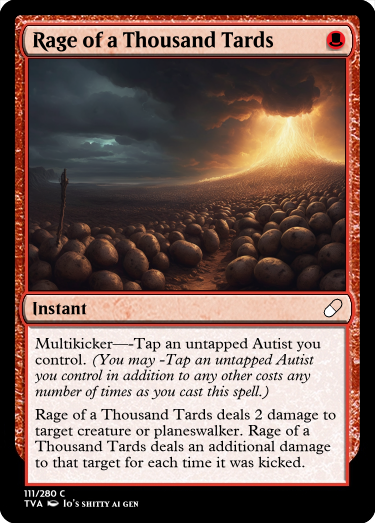 Rage of a Thousand Tards
Instant
Multikicker—-Tap an untapped Autist you
control. (You may -Tap an untapped Autist
you control in addition to any other costs any
number of times as you cast this spell.)
Rage of a Thousand Tards deals 2 damage to
target creature or planeswalker. Rage of a
Thousand Tards deals an additional damage
to that target for each time it was kicked.
111/280 C
TVA Io's shitty ai gen